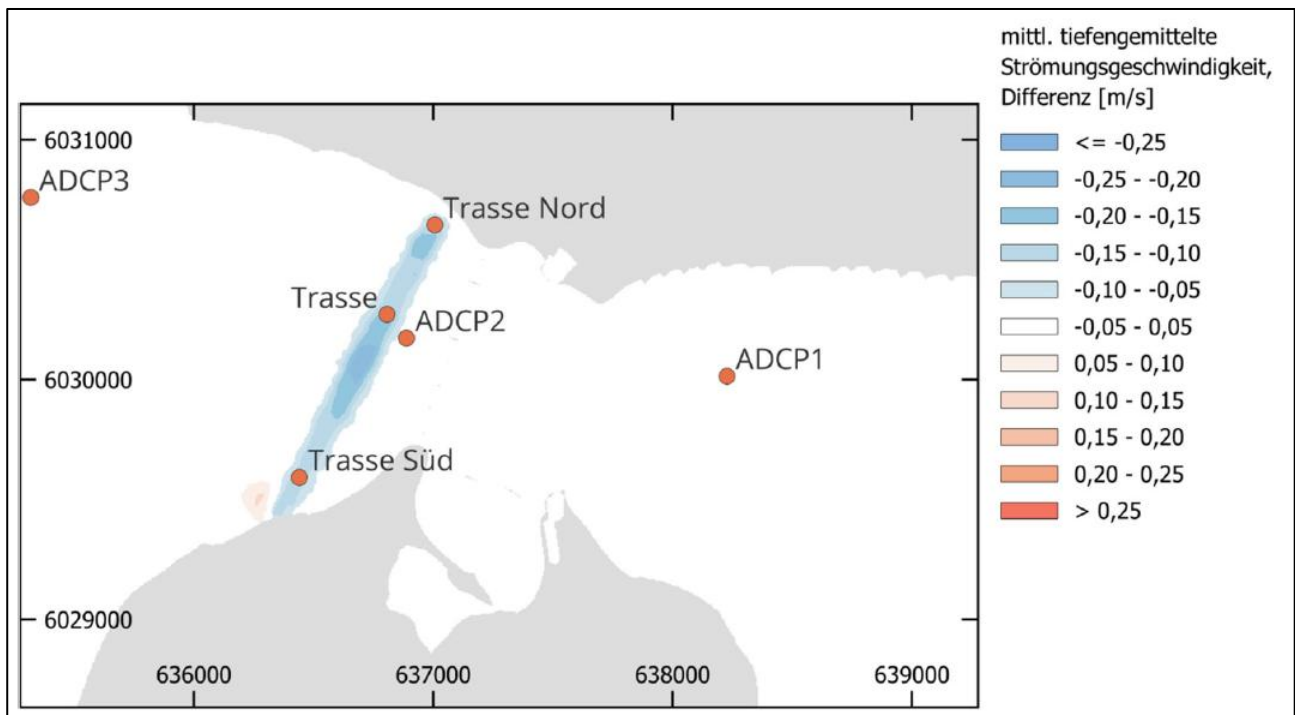 mittl. tiefengemittelte
Strömungsgeschwindigkeit,
Differenz [m/s]
<= -0,25
-0,25 - -0,20
-0,20 - -0,15
-0,15 - -0,10
-0,10 - -0,05
-0,05 - 0,05
0,05 - 0,10
0,10 - 0,15
0,15 - 0,20
0,20 - 0,25
> 0,25
6031000
ADCP3
Trasse Nord
Trasse
ADCP2
ADCP1
6030000
Trasse Süd
6029000
636000
637000
638000
639000